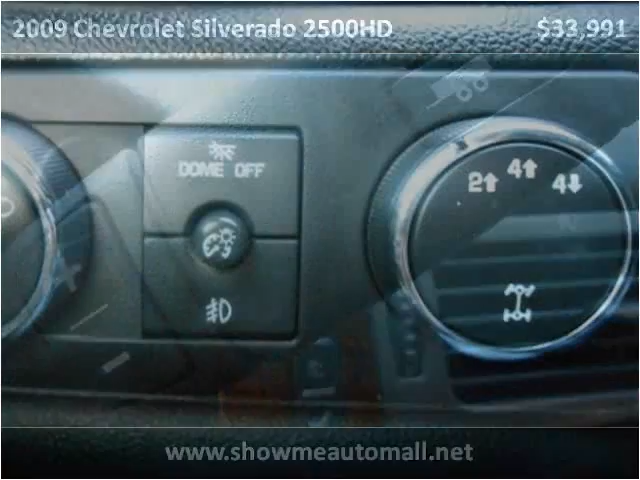 2009 Chevrolet Silverado 2500HD $33,991
DOME OFF
2↑ 4↑ 4↓
www.showmeautomall.net